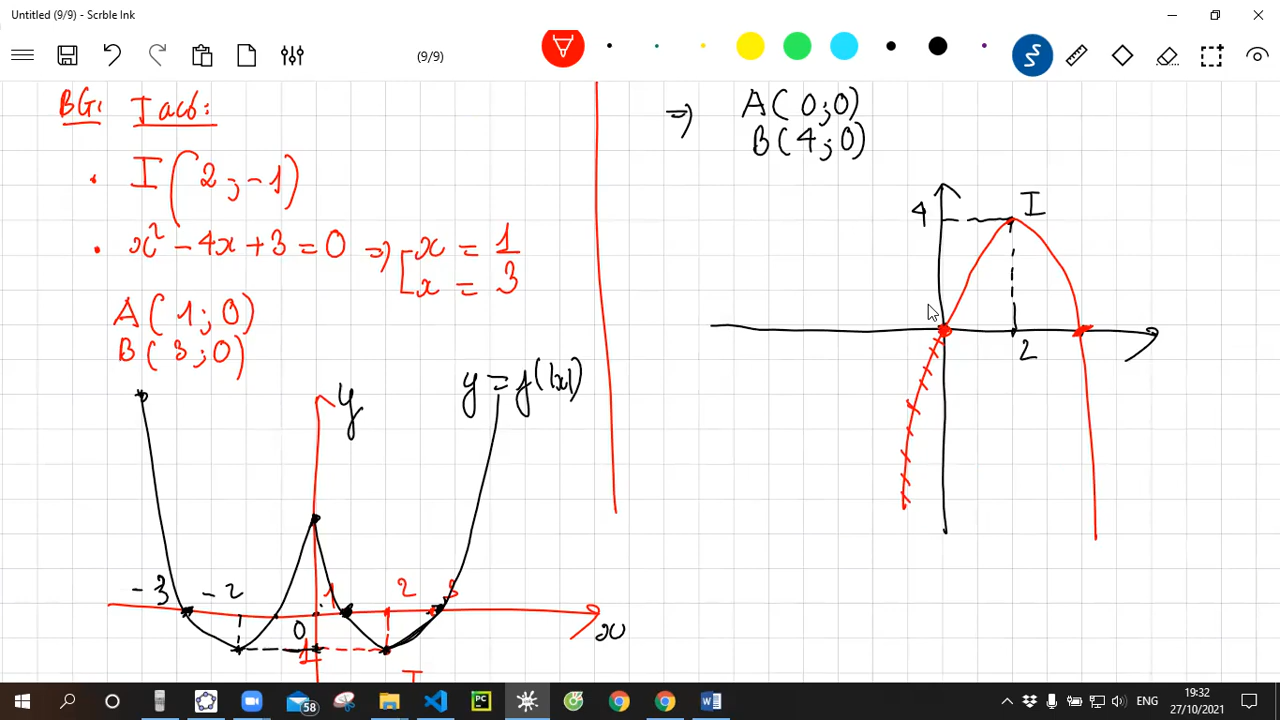 Untitled (9/9) - Scrble Ink
(9/9)
BG:
I(2;-1)
x² - 4x + 3 = 0 => [x = 1
x = 3
A(1;0)
B(3;0)
y = f(|x|)
y
-3 -2 1 2 3
0
x
I
=> A(0;0)
B(4;0)
4 I
2
58
ENG
19:32
27/10/2021